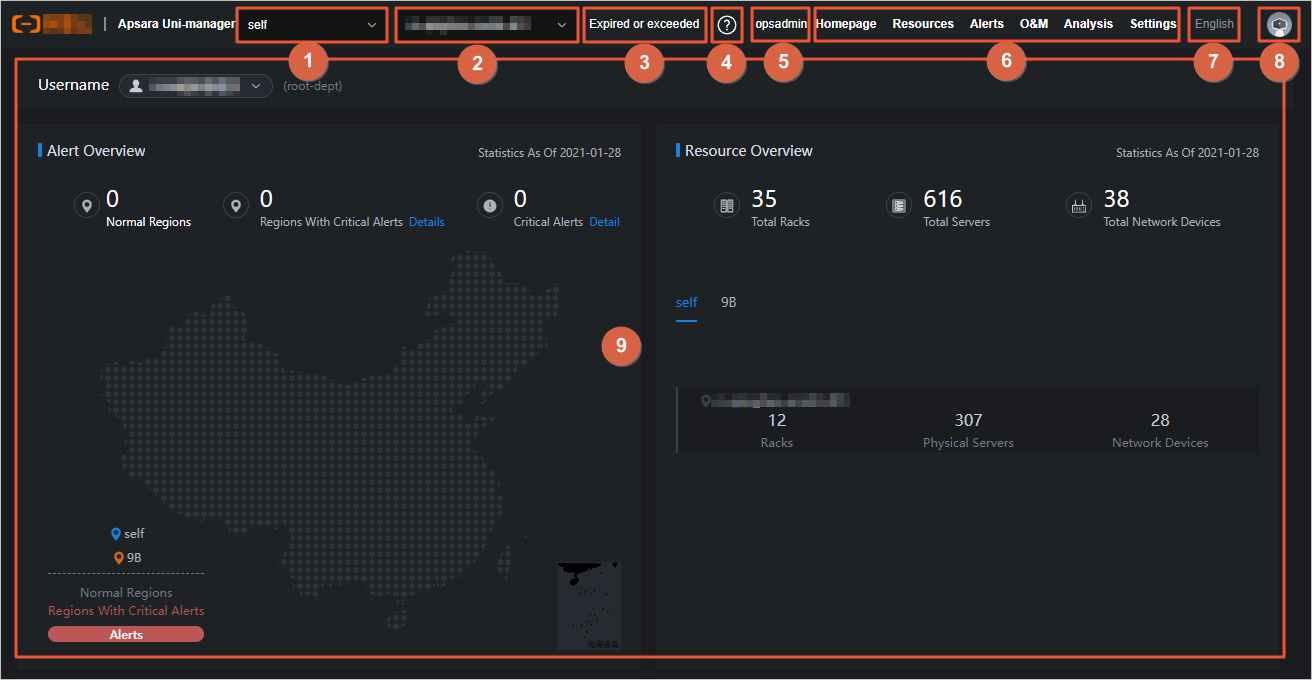 Apsara Uni-manager self Expired or exceeded ? opsadmin Homepage Resources Alerts O&M Analysis Settings English
1 2 3 4 5 6 7 8
Username (root-dept)
Alert Overview Statistics As Of 2021-01-28
0 0 0
Normal Regions Regions With Critical Alerts Details Critical Alerts Detail
Resource Overview Statistics As Of 2021-01-28
35 616 38
Total Racks Total Servers Total Network Devices
self 9B
9
12 307 28
Racks Physical Servers Network Devices
self
9B
Normal Regions
Regions With Critical Alerts
Alerts